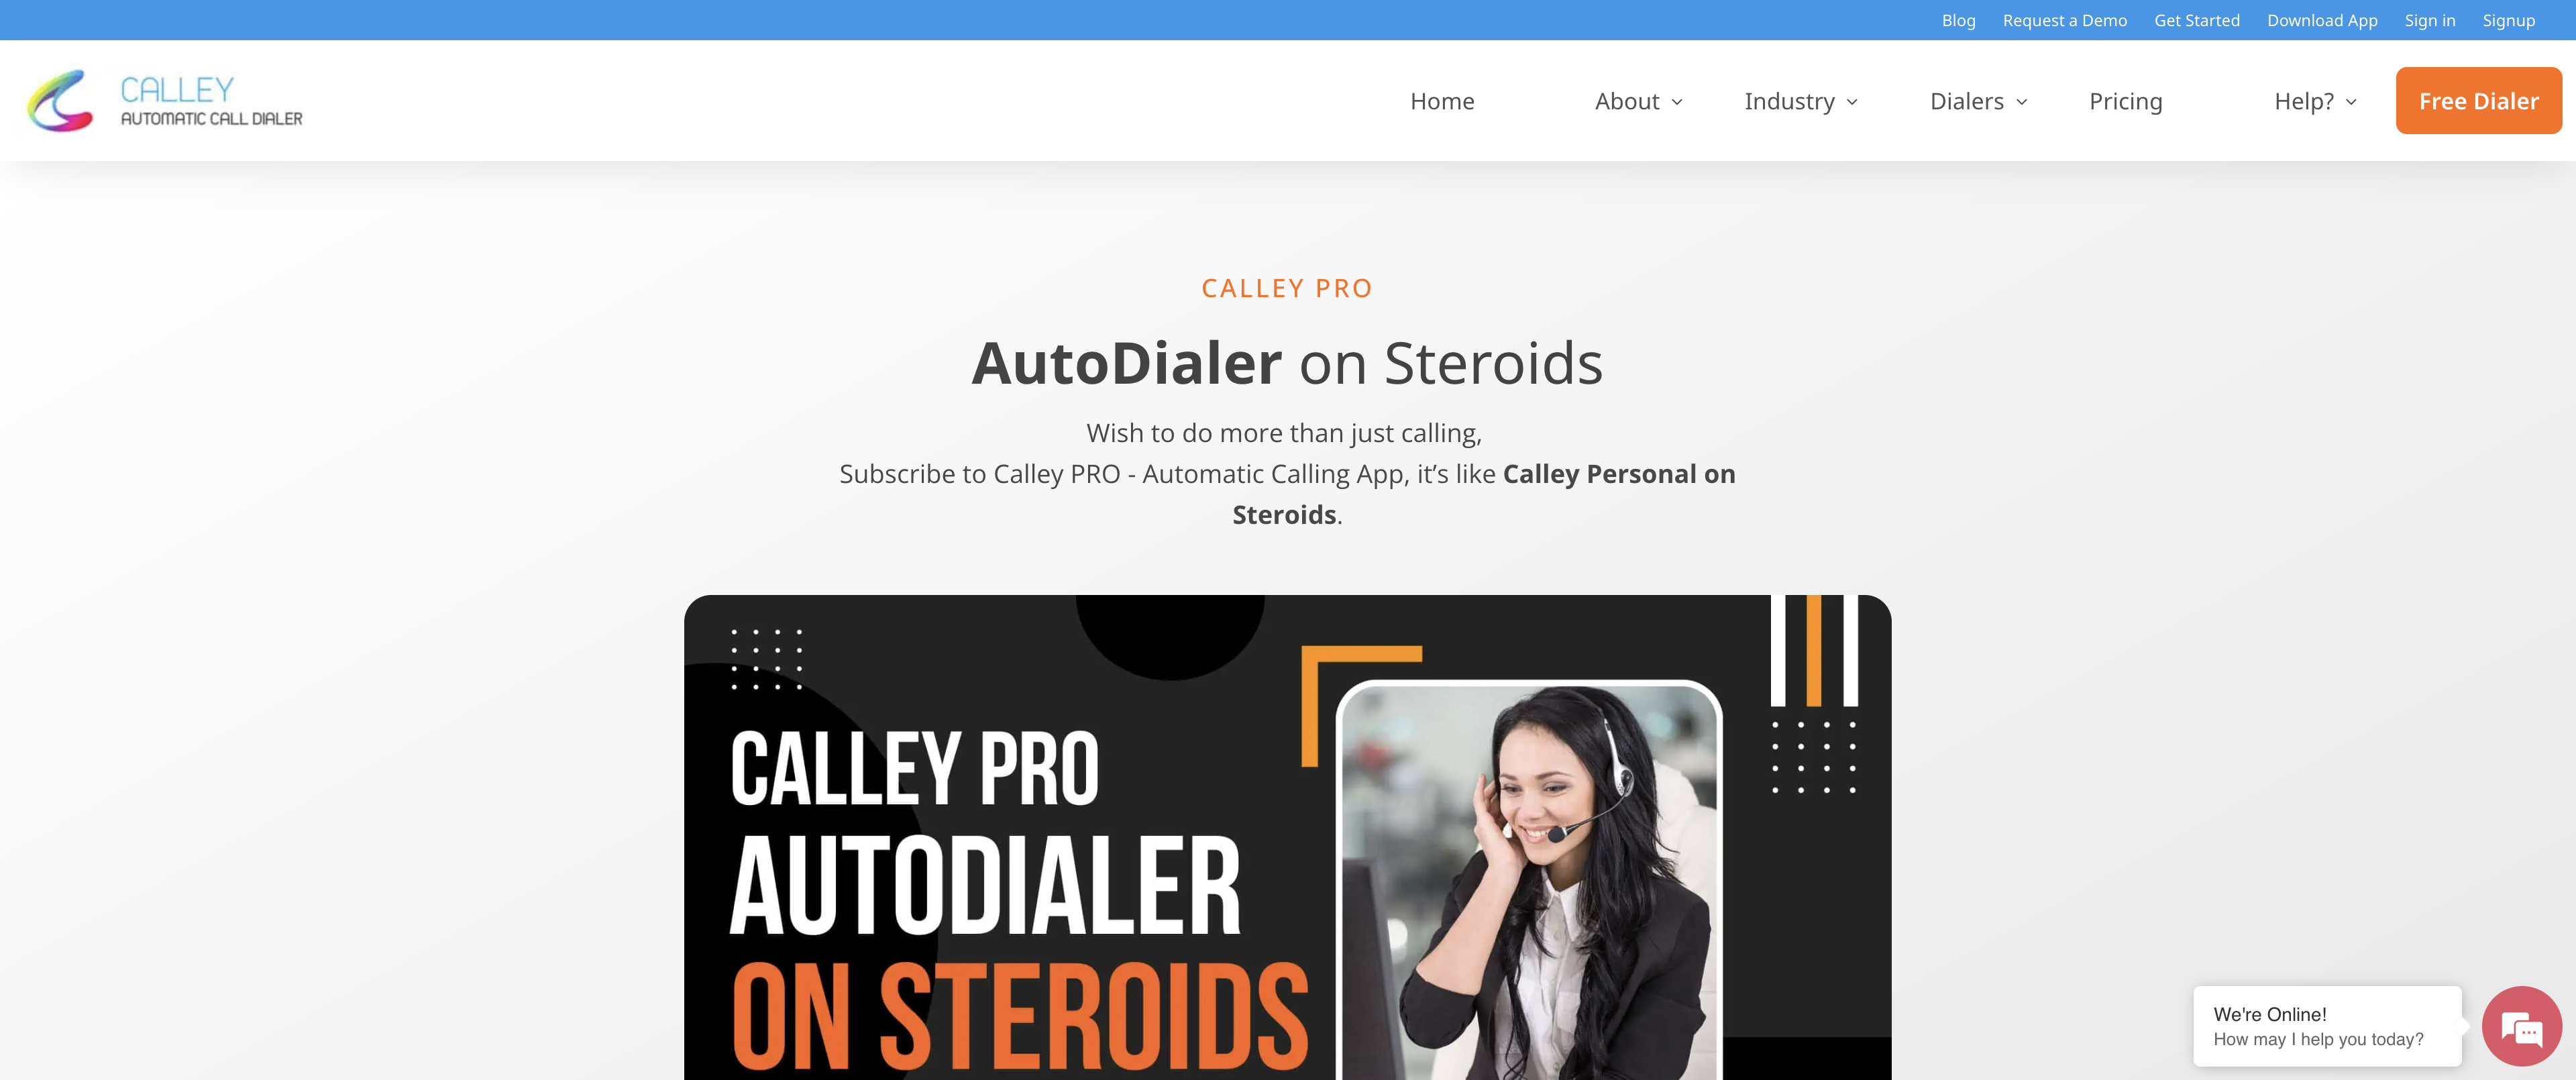 Blog Request a Demo Get Started Download App Sign in Signup
CALLEY
AUTOMATIC CALL DIALER
Home About Industry Dialers Pricing Help? Free Dialer
CALLEY PRO
AutoDialer on Steroids
Wish to do more than just calling,
Subscribe to Calley PRO - Automatic Calling App, it’s like Calley Personal on
Steroids.
CALLEY PRO
AUTODIALER
ON STEROIDS
We're Online!
How may I help you today?